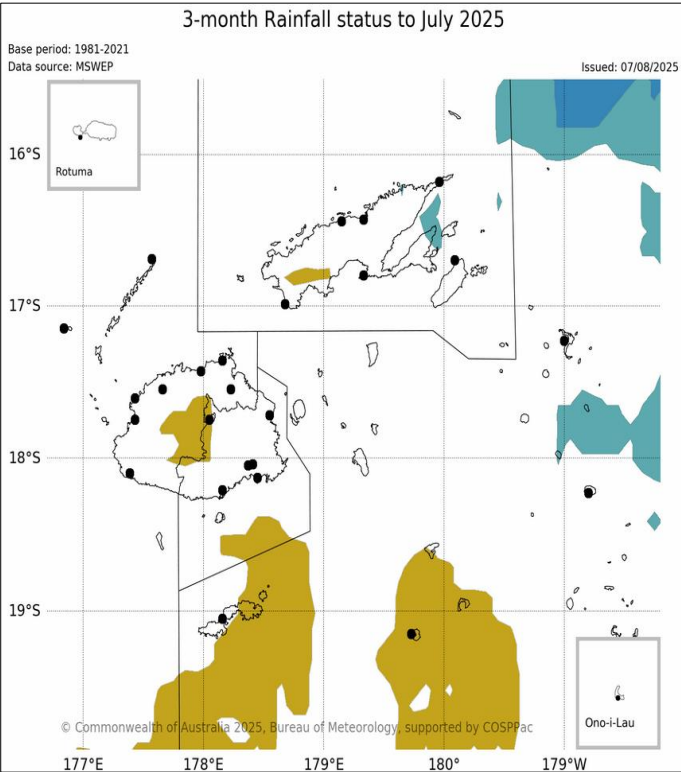 3-month Rainfall status to July 2025
Base period: 1981-2021
Data source: MSWEP
Issued: 07/08/2025
Rotuma
16°S
17°S
18°S
19°S
Ono-i-Lau
© Commonwealth of Australia 2025, Bureau of Meteorology, supported by COSPPac
177°E 178°E 179°E 180° 179°W